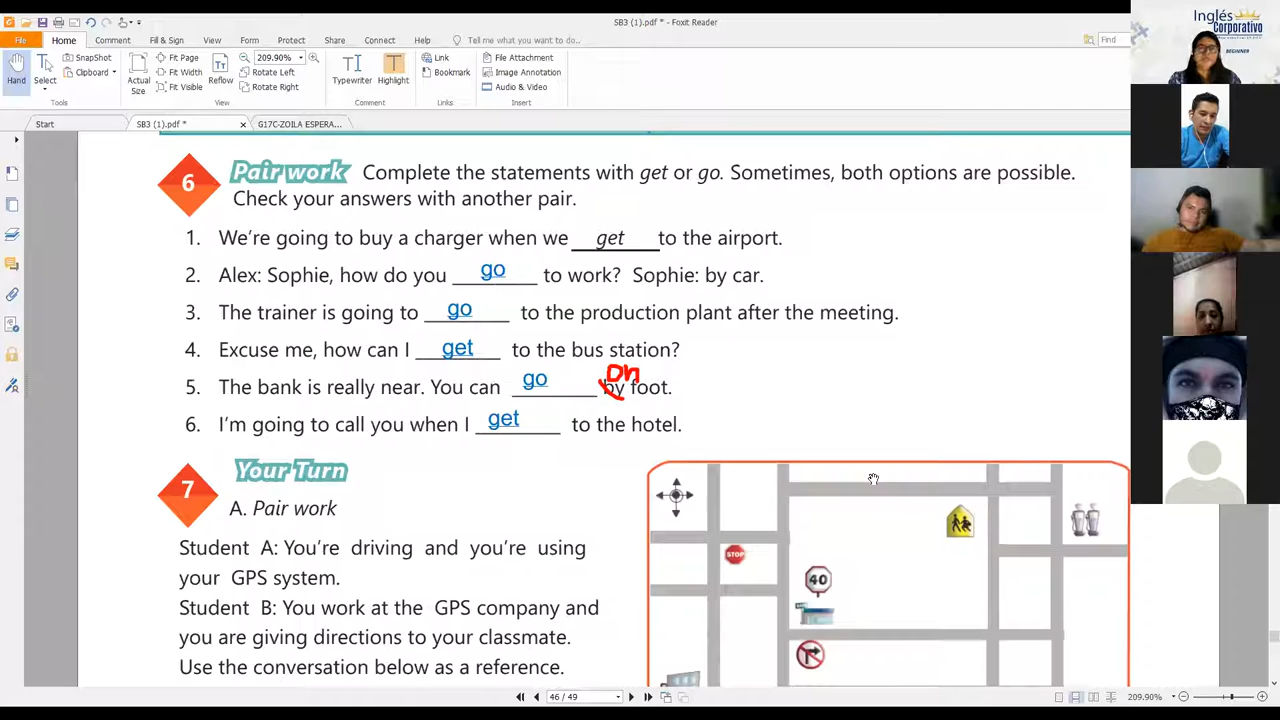 SB3 (1).pdf * - Foxit Reader
File Home Comment Fill & Sign View Form Protect Share Connect Help Tell me what you want to do... Find
Hand Select SnapShot Clipboard Actual Size Fit Page Fit Width Fit Visible Reflow 209.90% Rotate Left Rotate Right Typewriter Highlight Link Bookmark File Attachment Image Annotation Audio & Video
Tools View Comment Links Insert
Start SB3 (1).pdf * G17C-ZOILA ESPERA...
6 Pair work Complete the statements with get or go. Sometimes, both options are possible.
Check your answers with another pair.
1. We're going to buy a charger when we get to the airport.
2. Alex: Sophie, how do you go to work? Sophie: by car.
3. The trainer is going to go to the production plant after the meeting.
4. Excuse me, how can I get to the bus station?
5. The bank is really near. You can go by On foot.
6. I'm going to call you when I get to the hotel.
7 Your Turn
A. Pair work
Student A: You're driving and you're using
your GPS system.
Student B: You work at the GPS company and
you are giving directions to your classmate.
Use the conversation below as a reference.
STOP
40
46 / 49
209.90%
Inglés
Corporativo
BEGINNER